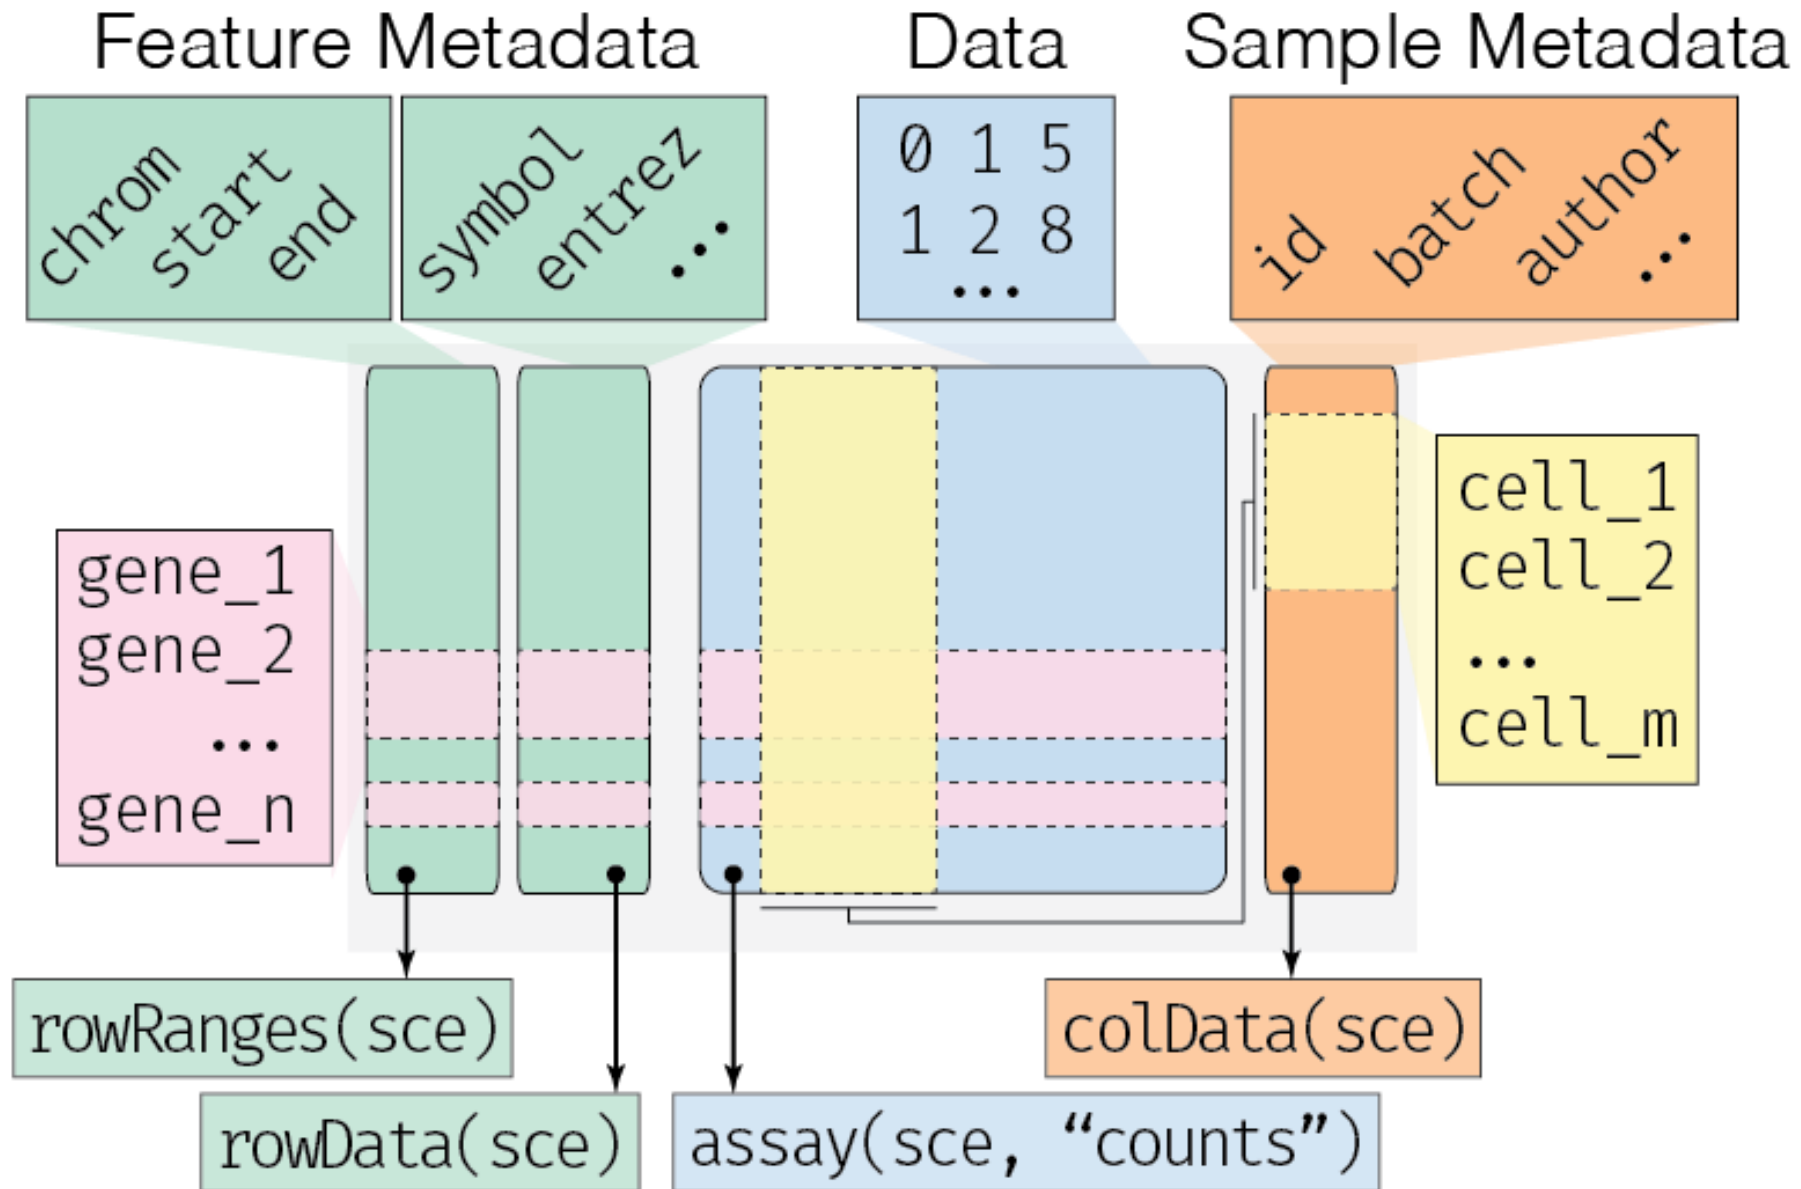 Feature Metadata
Data
Sample Metadata
chrom
start
end
symbol
entrez
...
0 1 5
1 2 8
...
id
batch
author
...
gene_1
gene_2
...
gene_n
cell_1
cell_2
...
cell_m
rowRanges(sce)
colData(sce)
rowData(sce)
assay(sce, “counts”)